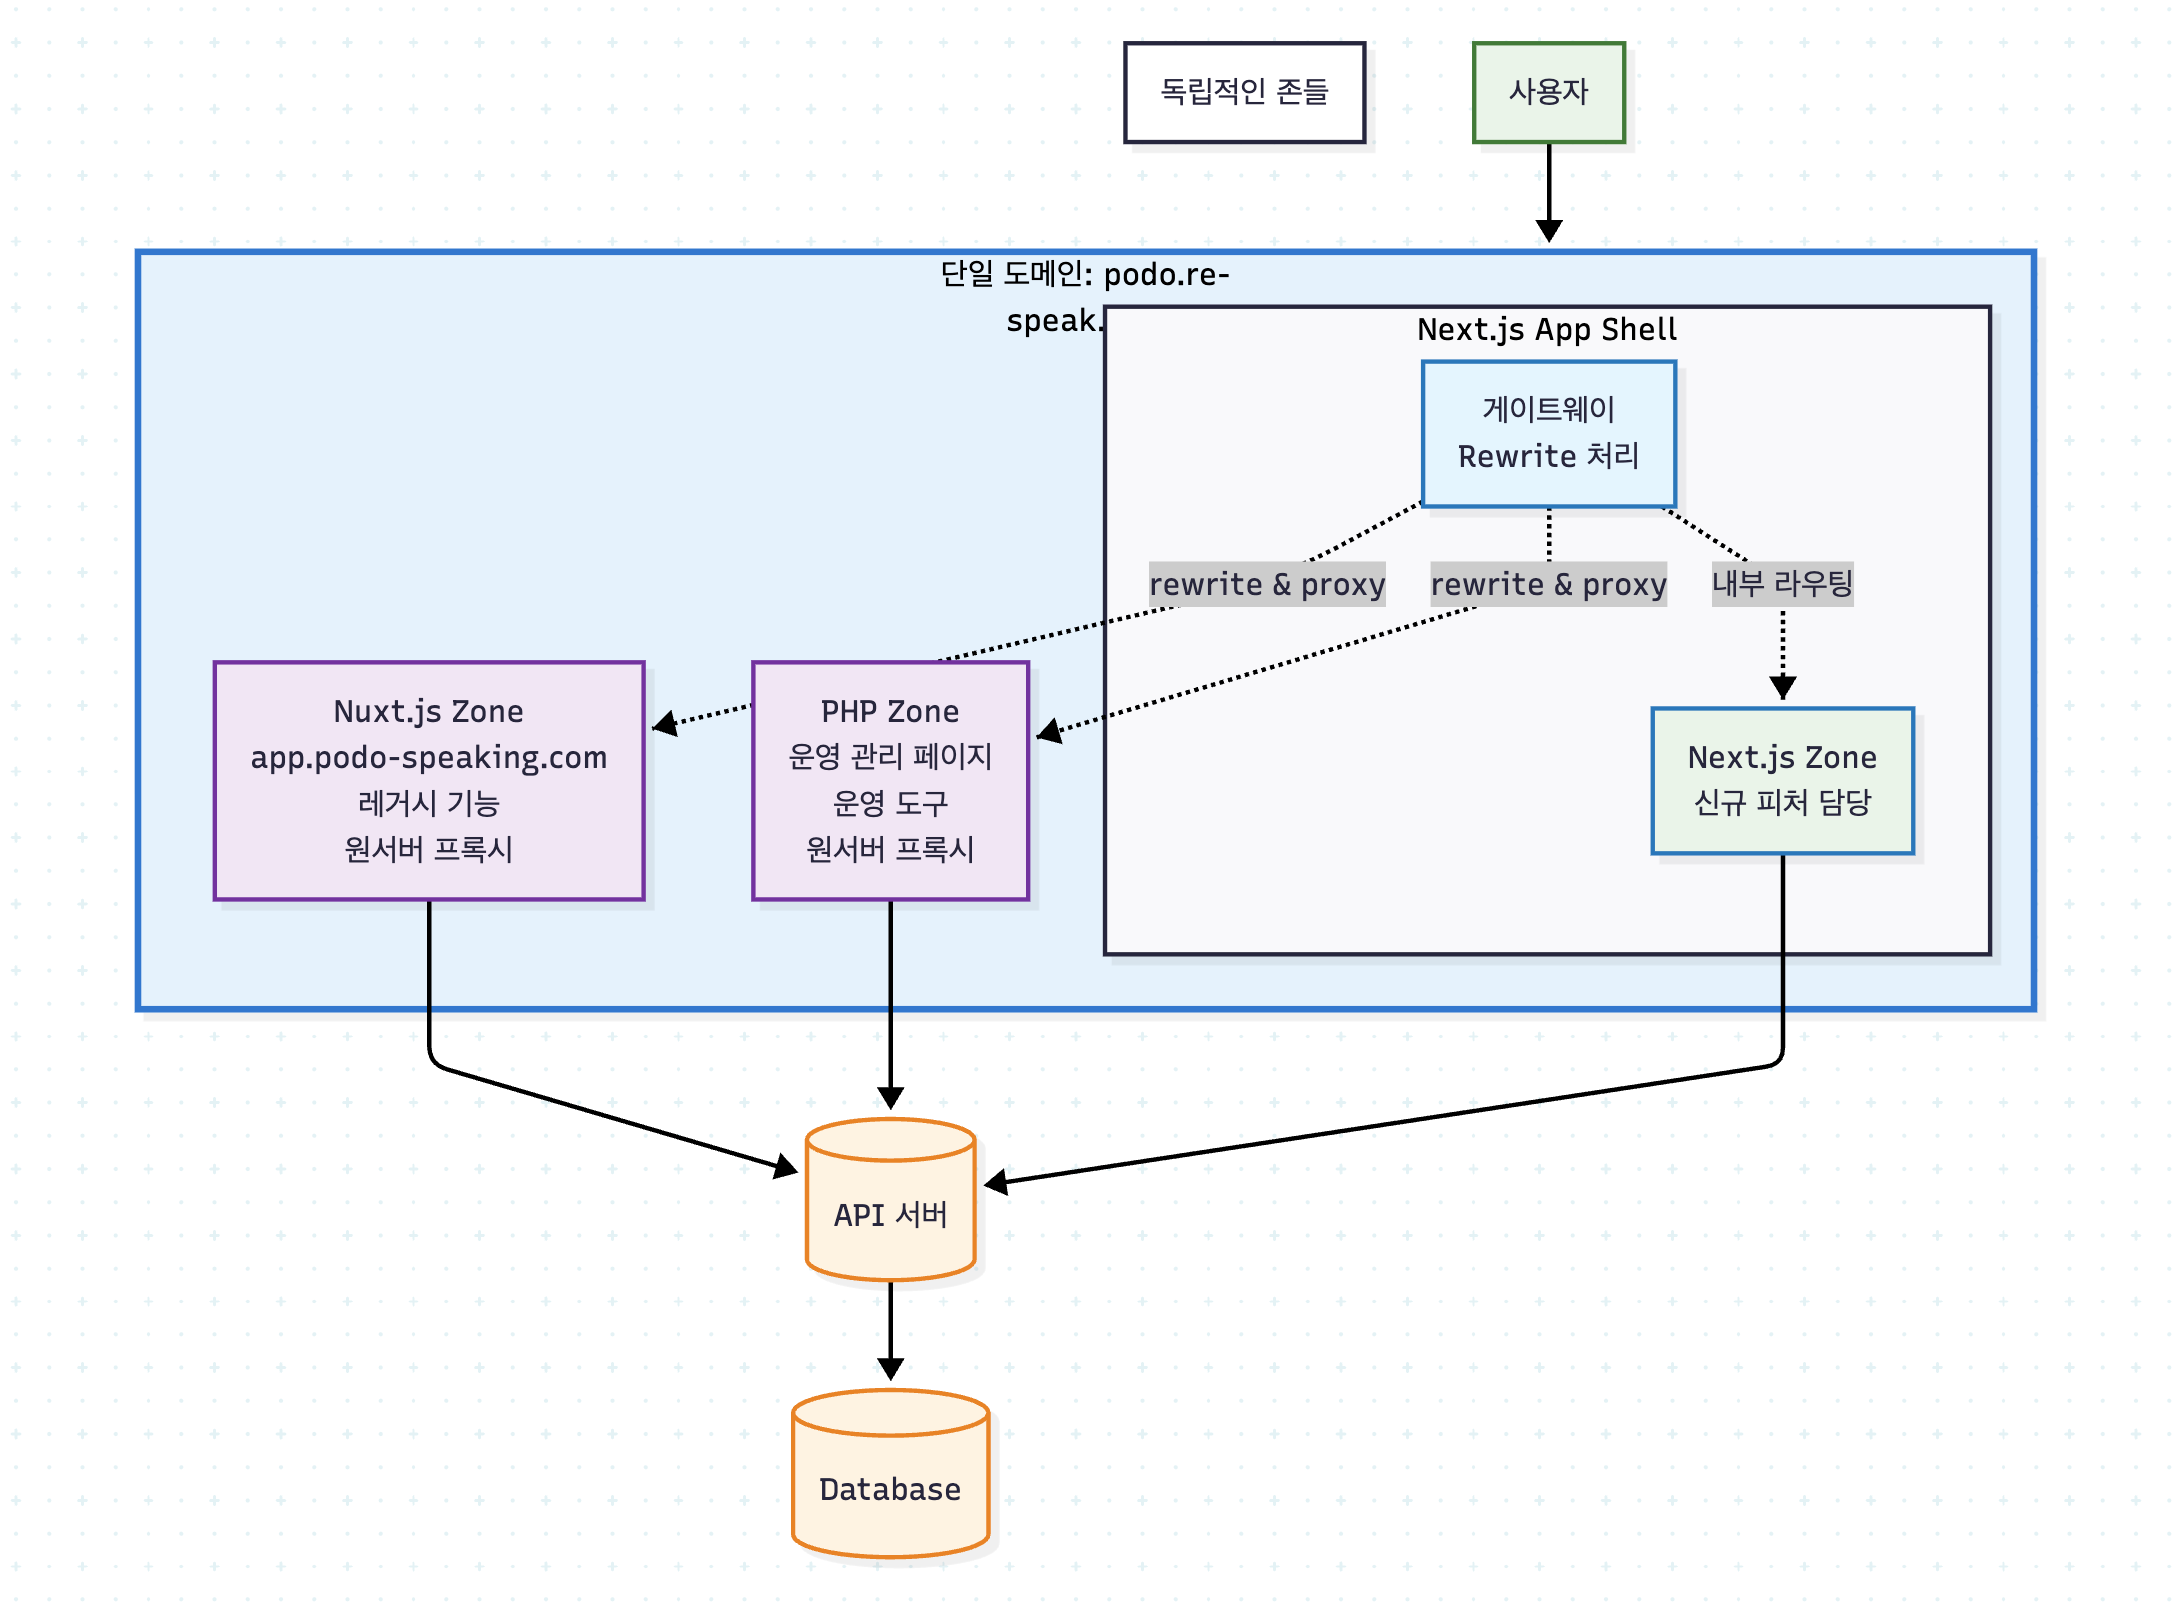 독립적인 존들
사용자
단일 도메인: podo.re-
speak.
Next.js App Shell
게이트웨이
Rewrite 처리
rewrite & proxy
rewrite & proxy
내부 라우팅
Nuxt.js Zone
app.podo-speaking.com
레거시 기능
원서버 프록시
PHP Zone
운영 관리 페이지
운영 도구
원서버 프록시
Next.js Zone
신규 피처 담당
API 서버
Database